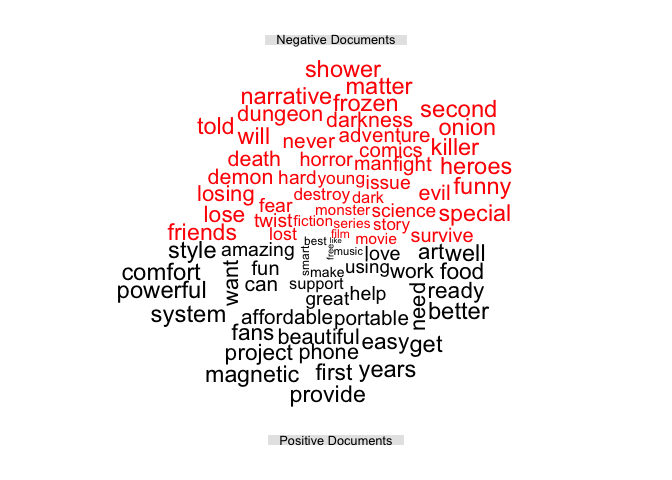 Negative Documents
shower
matter
narrative frozen
dungeon darkness second
told will never adventure onion
comics killer
death horror manfight heroes
demon hard young issue
losing destroy dark evil funny
lose fear monster science special
twist fiction series story
friends lost film movie survive
style amazing best like
smart free music love art well
comfort fun make using work food
want can support
powerful great help need ready
system affordable portable better
fans beautiful easy get
project phone
magnetic first years
provide
Positive Documents